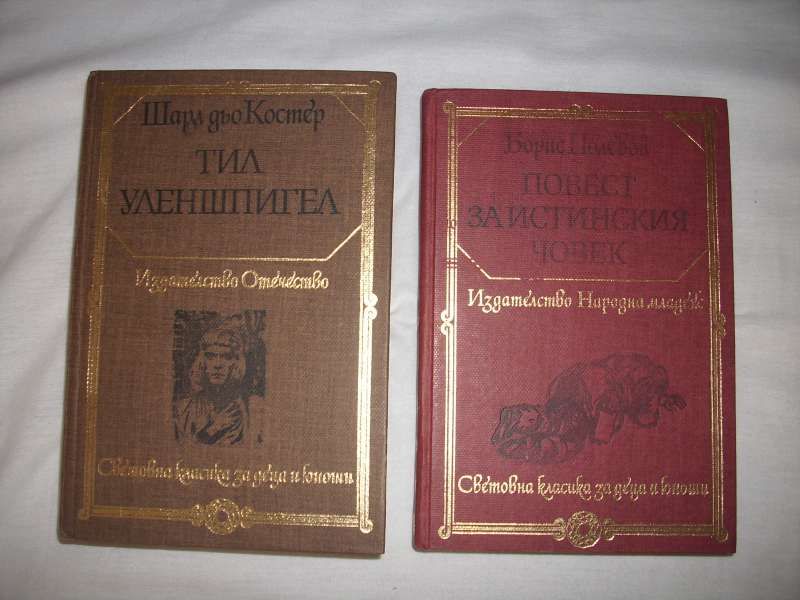 Шарл дьо Костер
ТИЛ
УЛЕНШПИГЕЛ
Издателство Отечество
Световна класика за деца и юноши
Борис Полевой
ПОВЕСТ
ЗА ИСТИНСКИЯ
ЧОВЕК
Издателство Народна младеж
Световна класика за деца и юноши